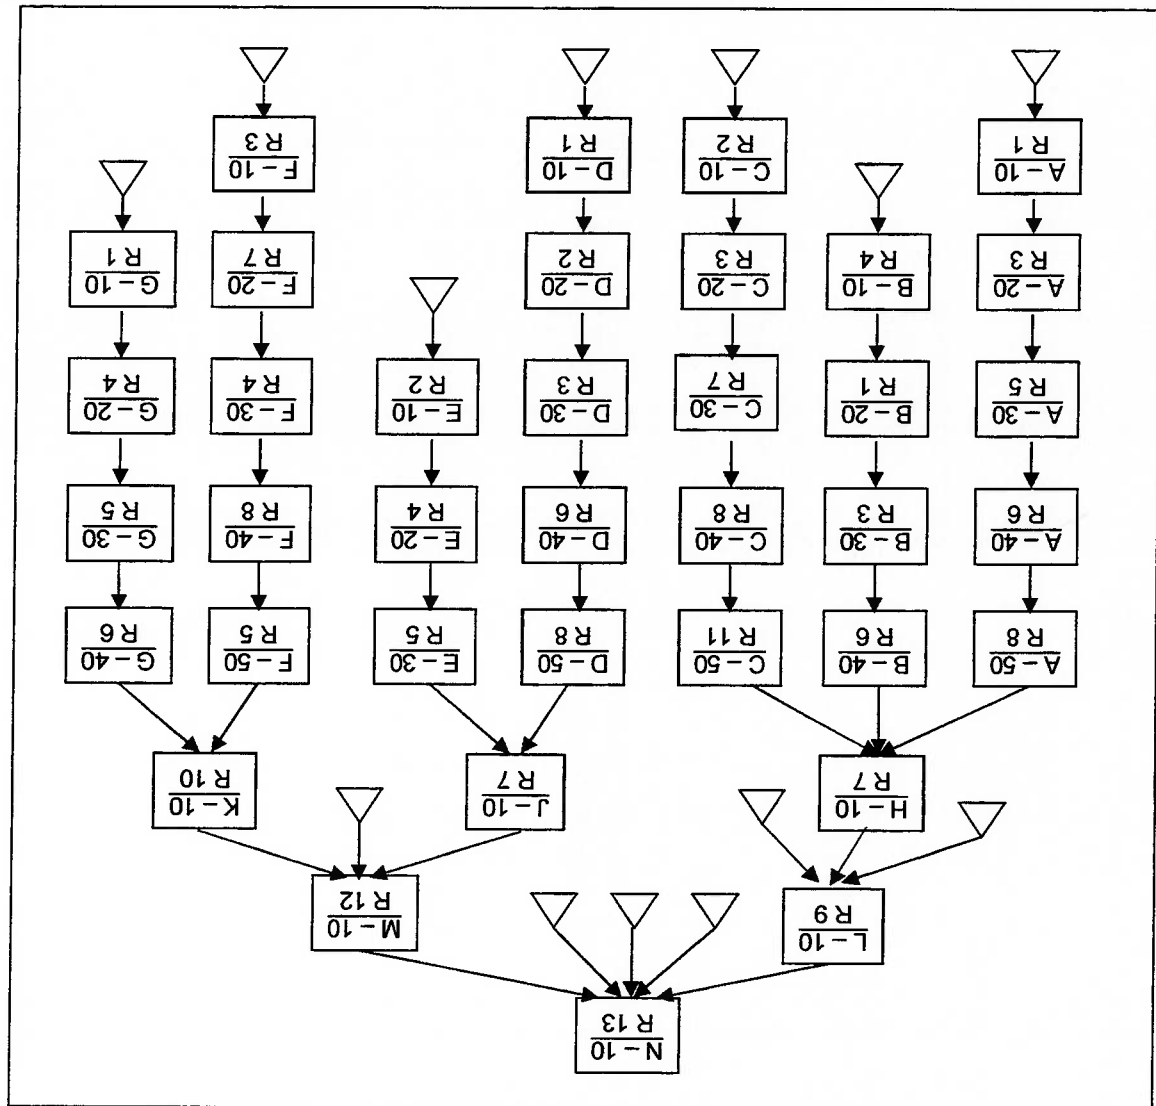 N – 10
R 13
L – 10
R 9
M – 10
R 12
H – 10
R 7
J – 10
R 7
K – 10
R 10
A – 50
R 8
B – 40
R 6
C – 50
R 11
D – 50
R 8
E – 30
R 5
F – 50
R 5
G – 40
R 6
A – 40
R 6
B – 30
R 3
C – 40
R 8
D – 40
R 6
E – 20
R 4
F – 40
R 8
G – 30
R 5
A – 30
R 5
B – 20
R 1
C – 30
R 7
D – 30
R 3
E – 10
R 2
F – 30
R 4
G – 20
R 4
A – 20
R 3
B – 10
R 4
C – 20
R 3
D – 20
R 2
F – 20
R 7
G – 10
R 1
A – 10
R 1
C – 10
R 2
D – 10
R 1
F – 10
R 3